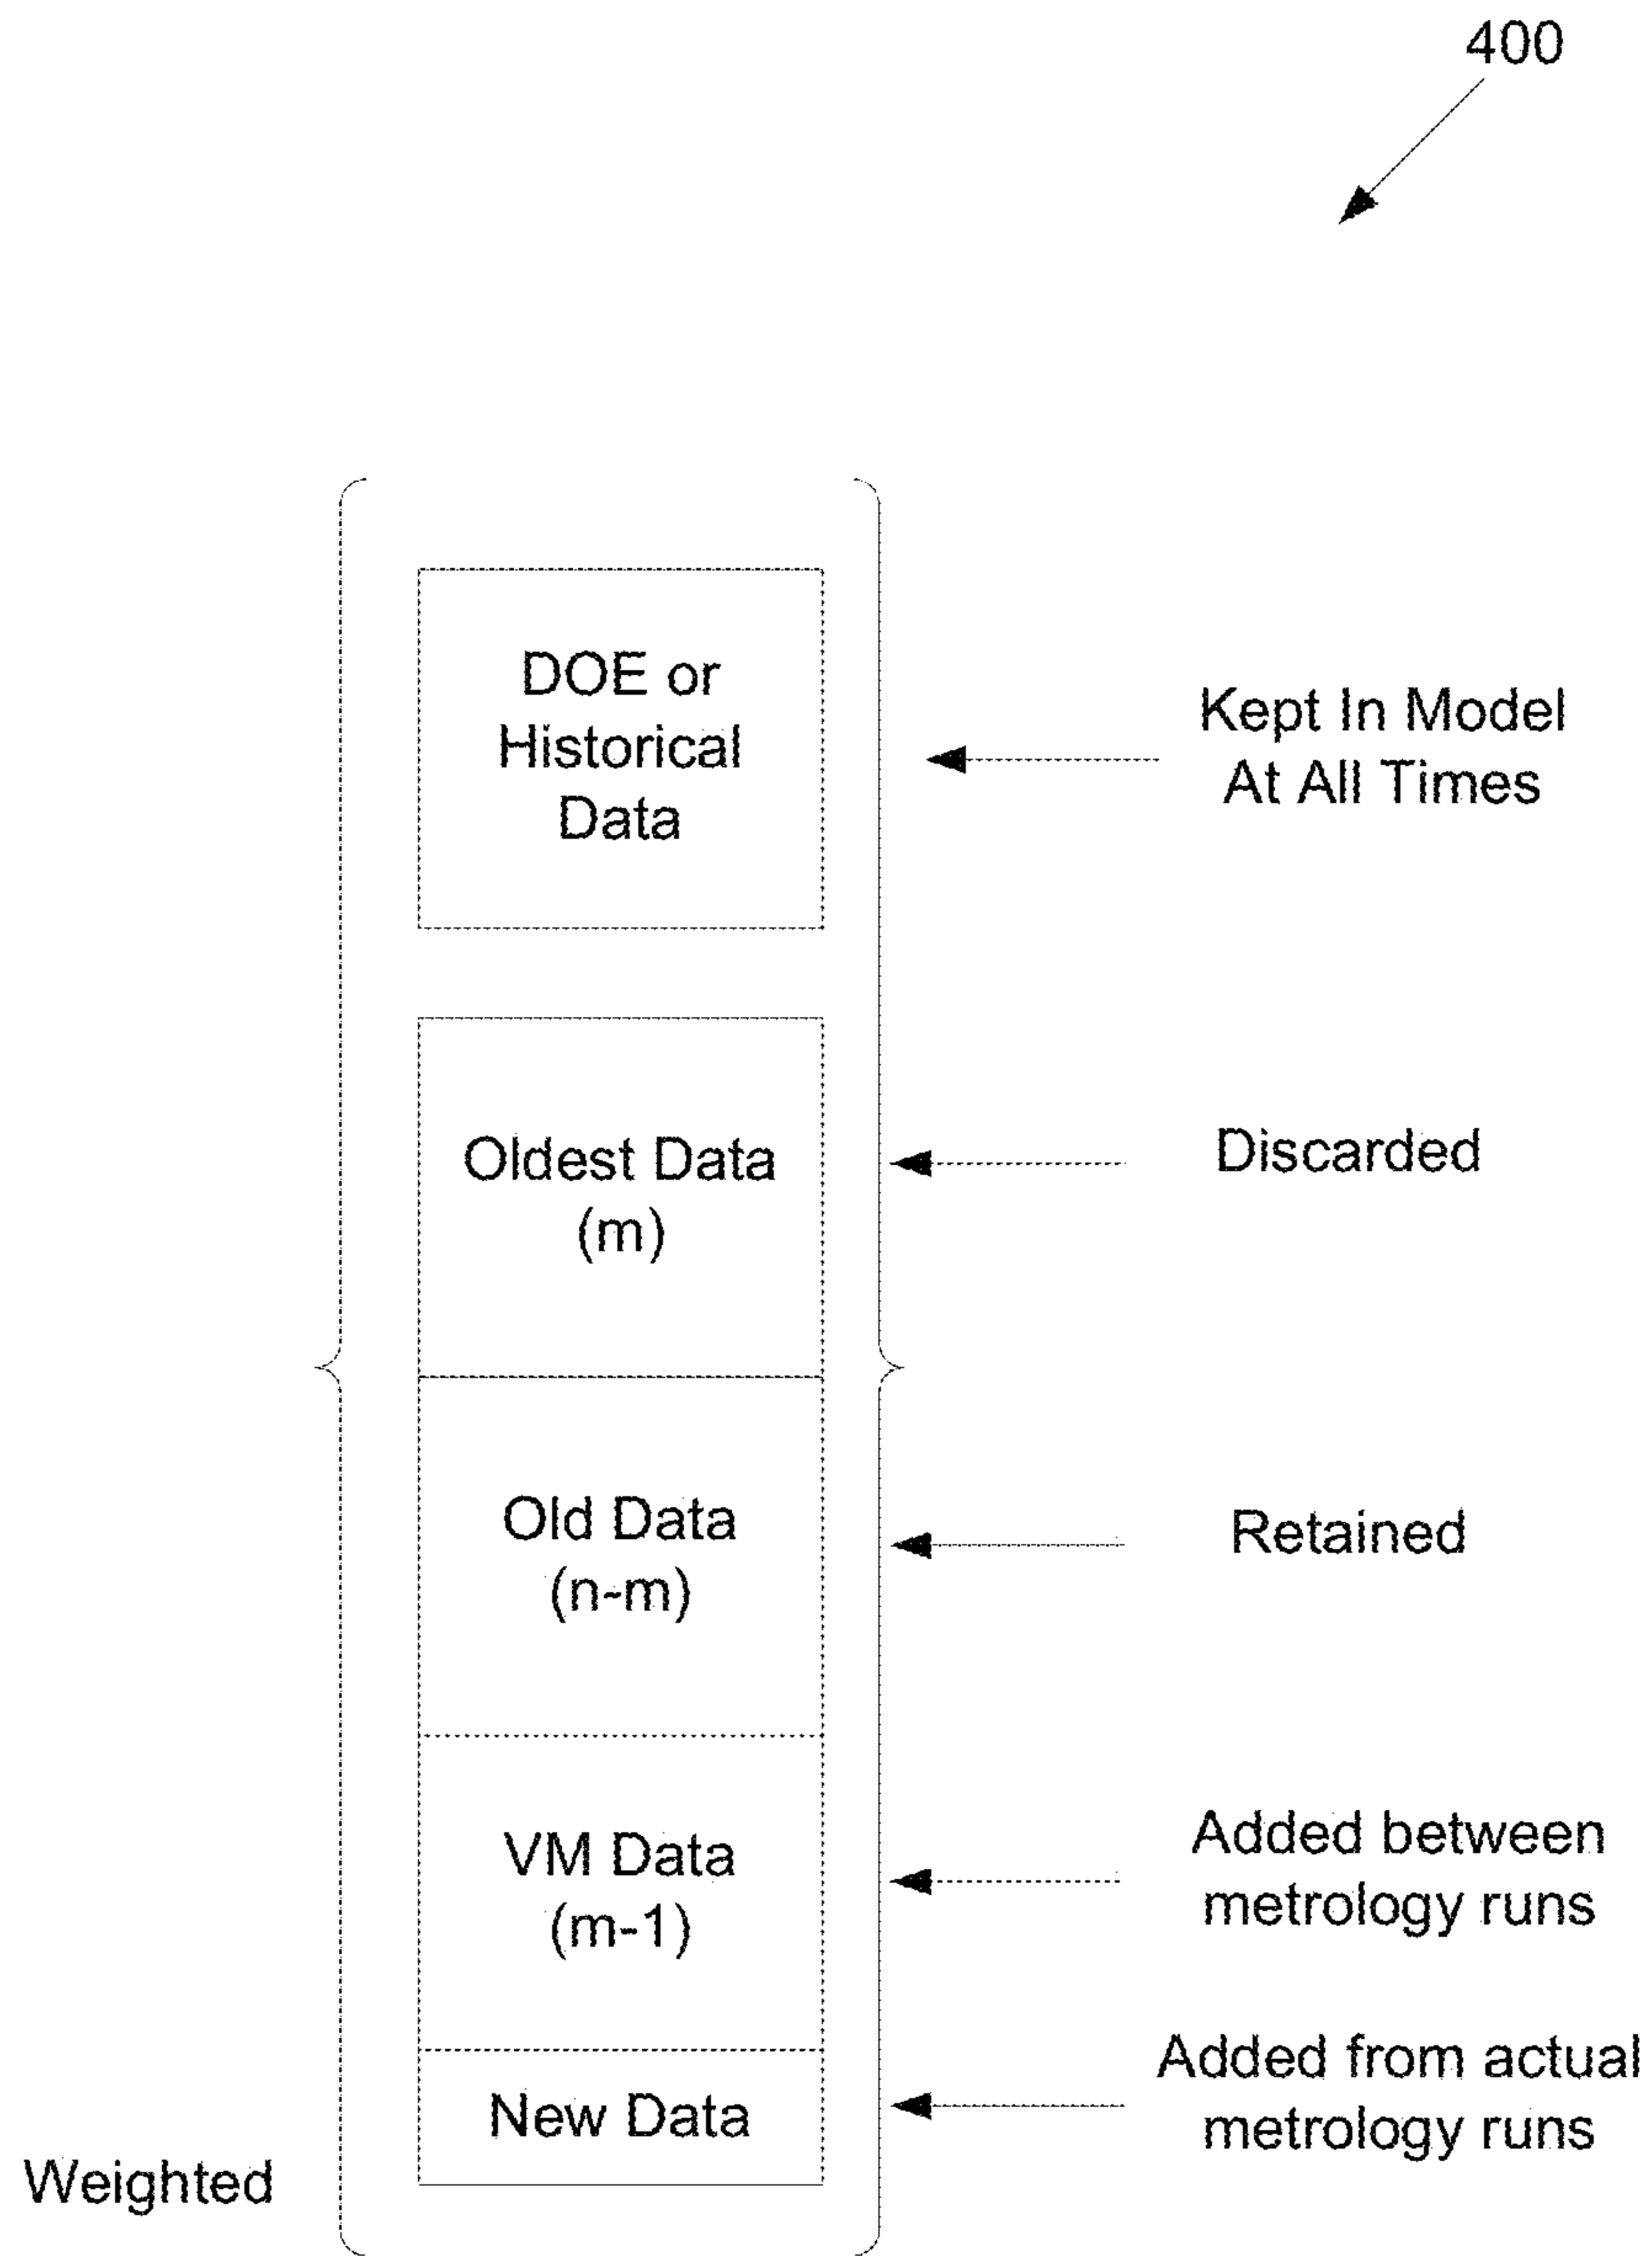 400
DOE or
Historical
Data
Kept In Model
At All Times
Oldest Data
(m)
Discarded
Old Data
(n-m)
Retained
VM Data
(m-1)
Added between
metrology runs
New Data
Added from actual
metrology runs
Weighted